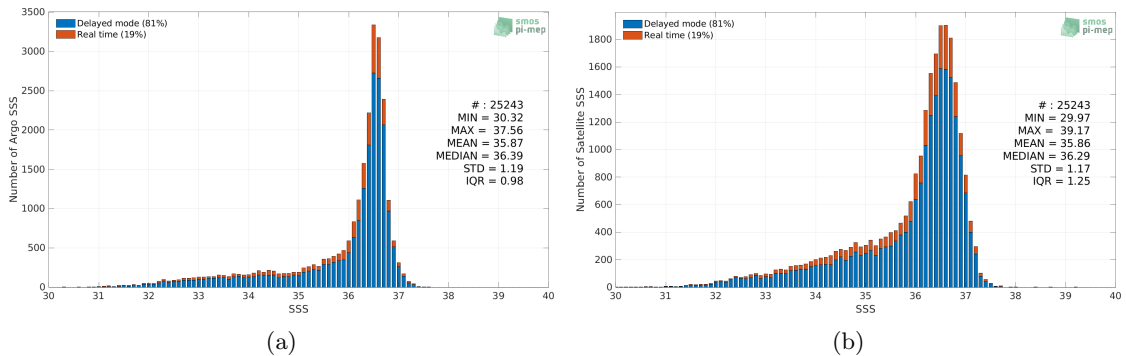 Delayed mode (81%)
Real time (19%)
smos
pi-mep
Number of Argo SSS
3500
3000
2500
2000
1500
1000
500
0
# : 25243
MIN = 30.32
MAX = 37.56
MEAN = 35.87
MEDIAN = 36.39
STD = 1.19
IQR = 0.98
30 31 32 33 34 35 36 37 38 39 40
SSS
(a)
Delayed mode (81%)
Real time (19%)
smos
pi-mep
Number of Satellite SSS
1800
1600
1400
1200
1000
800
600
400
200
0
# : 25243
MIN = 29.97
MAX = 39.17
MEAN = 35.86
MEDIAN = 36.29
STD = 1.17
IQR = 1.25
30 31 32 33 34 35 36 37 38 39 40
SSS
(b)